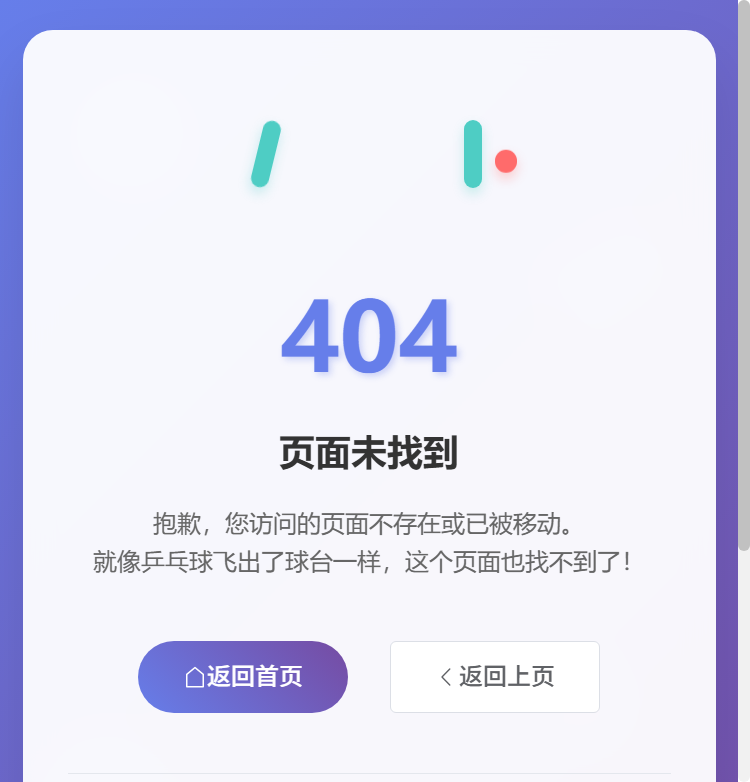 404
页面未找到
抱歉，您访问的页面不存在或已被移动。
就像乒乓球飞出了球台一样，这个页面也找不到了！
返回首页
返回上页